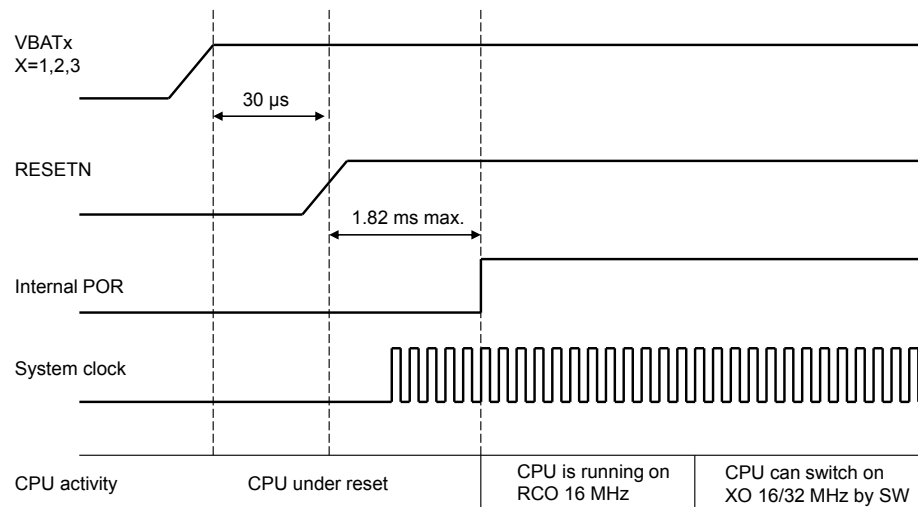 VBATx
X=1,2,3
30 µs
RESETN
1.82 ms max.
Internal POR
System clock
CPU activity
CPU under reset
CPU is running on
RCO 16 MHz
CPU can switch on
XO 16/32 MHz by SW